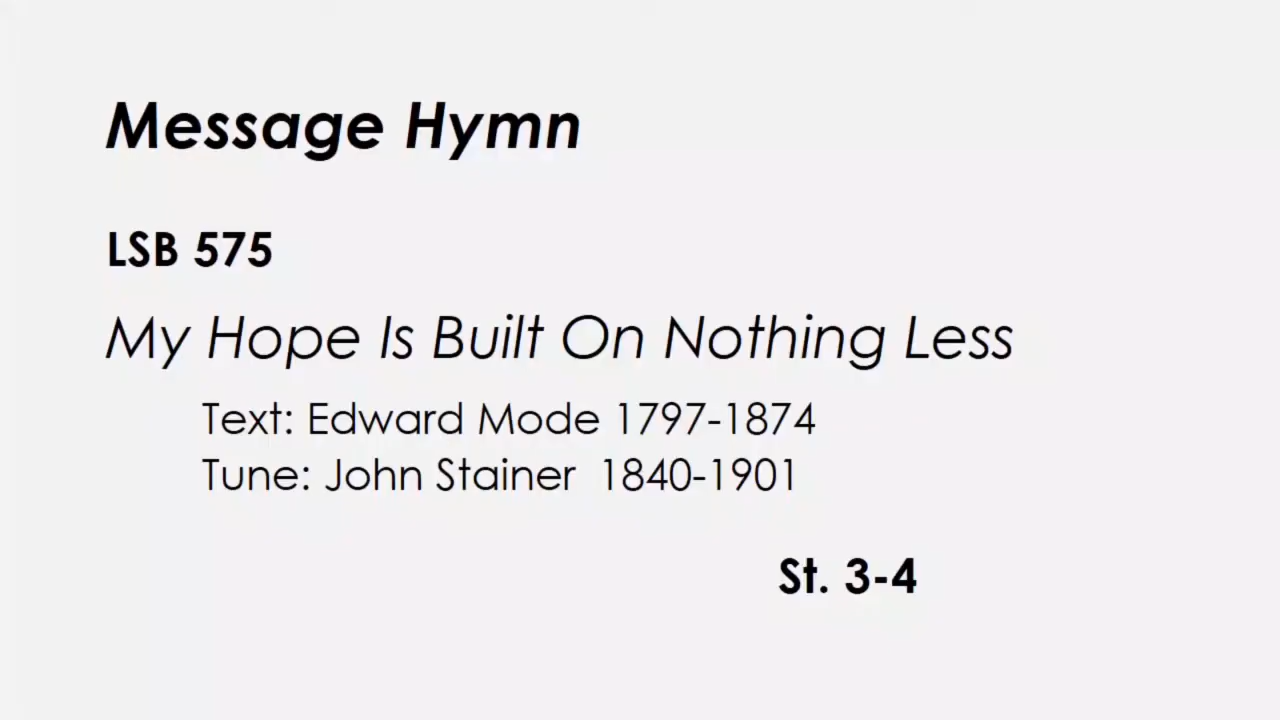 Message Hymn
LSB 575
My Hope Is Built On Nothing Less
Text: Edward Mode 1797-1874
Tune: John Stainer 1840-1901
St. 3-4